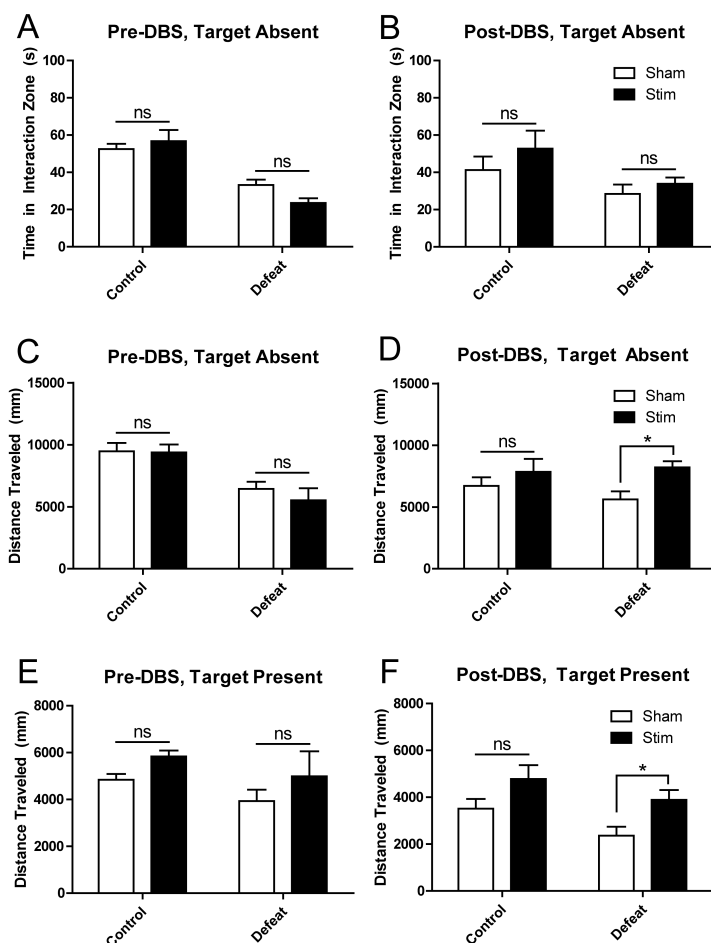 A
Pre-DBS, Target Absent
Time in Interaction Zone (s)
100
80
60
40
20
0
ns
ns
Control
Defeat
B
Post-DBS, Target Absent
Time in Interaction Zone (s)
100
80
60
40
20
0
ns
ns
Sham
Stim
Control
Defeat
C
Pre-DBS, Target Absent
Distance Traveled (mm)
15000
10000
5000
0
ns
ns
Control
Defeat
D
Post-DBS, Target Absent
Distance Traveled (mm)
15000
10000
5000
0
ns
*
Sham
Stim
Control
Defeat
E
Pre-DBS, Target Present
Distance Traveled (mm)
8000
6000
4000
2000
0
ns
ns
Control
Defeat
F
Post-DBS, Target Present
Distance Traveled (mm)
8000
6000
4000
2000
0
ns
*
Sham
Stim
Control
Defeat